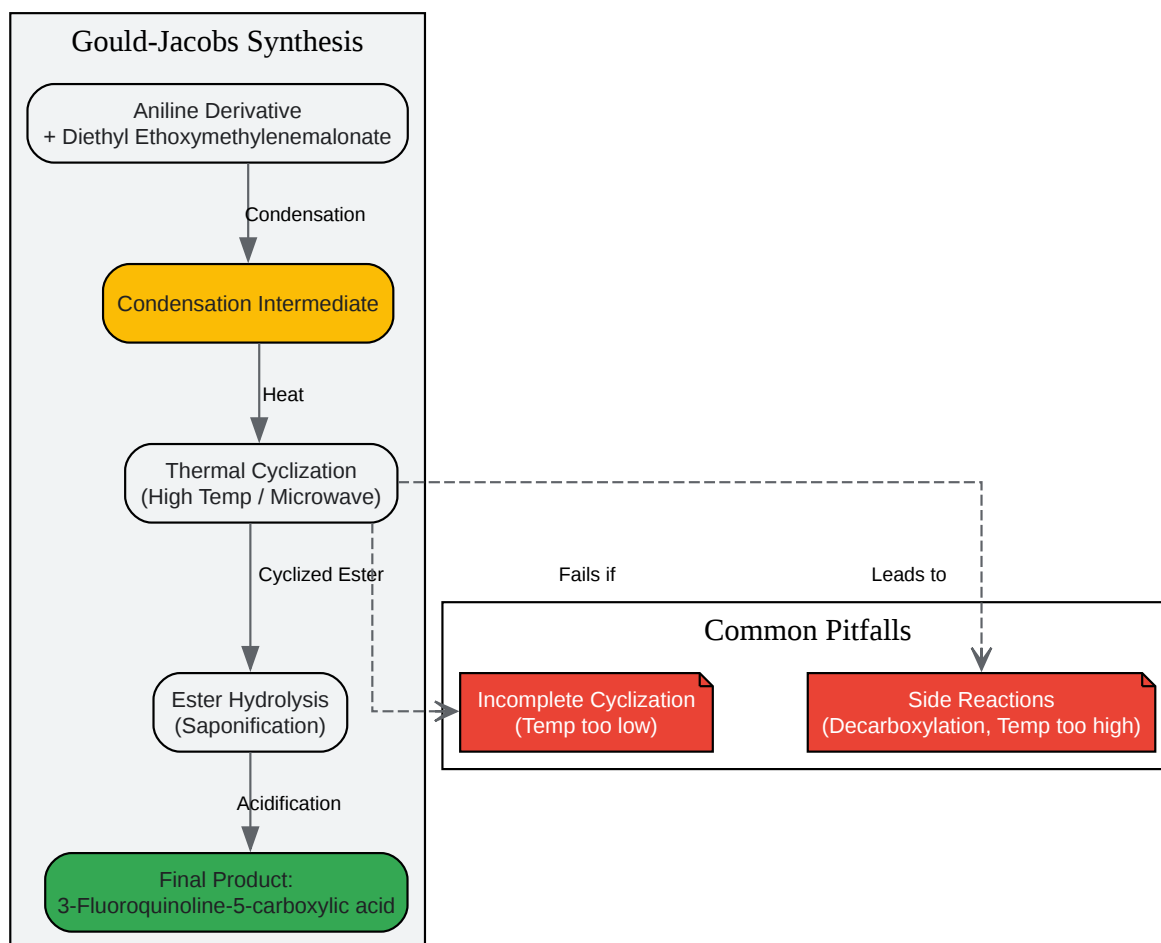 Gould-Jacobs Synthesis
Aniline Derivative
+ Diethyl Ethoxymethylenemalonate
Condensation
Condensation Intermediate
Heat
Thermal Cyclization
(High Temp / Microwave)
Cyclized Ester
Fails if
Leads to
Common Pitfalls
Ester Hydrolysis
(Saponification)
Incomplete Cyclization
(Temp too low)
Side Reactions
(Decarboxylation, Temp too high)
Acidification
Final Product:
3-Fluoroquinoline-5-carboxylic acid